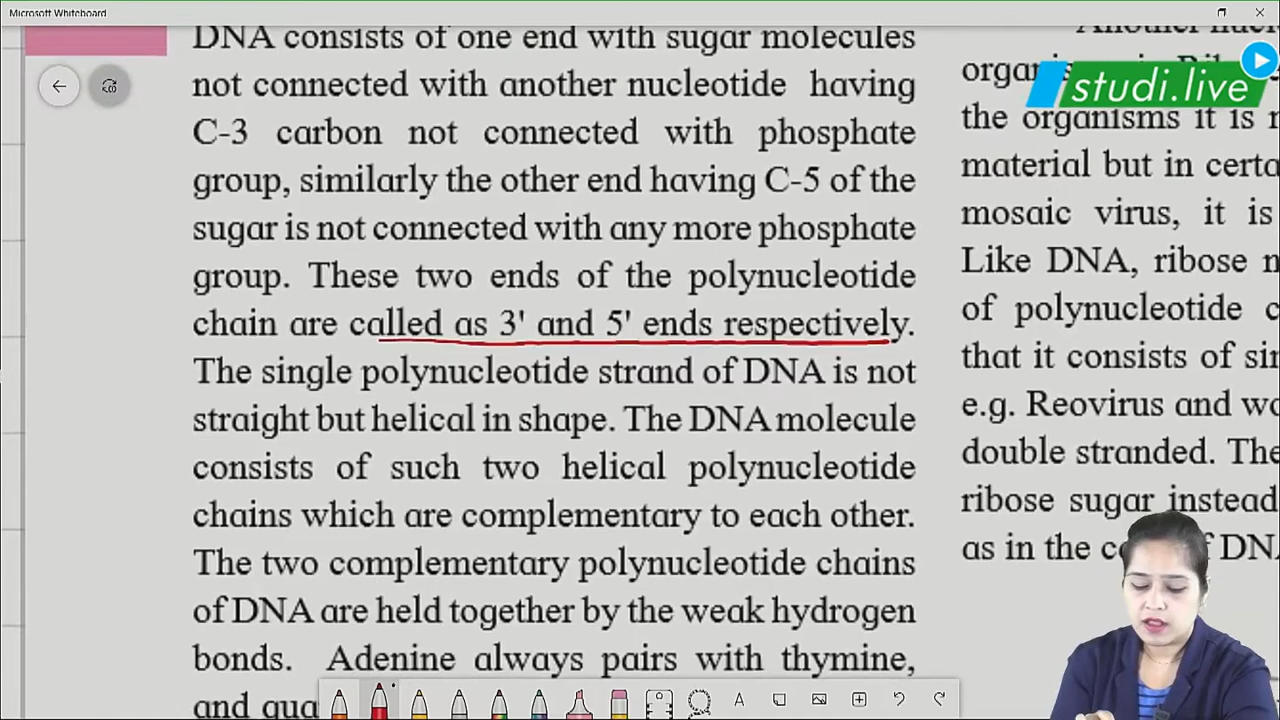 Microsoft Whiteboard
DNA consists of one end with sugar molecules
not connected with another nucleotide having
C-3 carbon not connected with phosphate
group, similarly the other end having C-5 of the
sugar is not connected with any more phosphate
group. These two ends of the polynucleotide
chain are called as 3' and 5' ends respectively.
The single polynucleotide strand of DNA is not
straight but helical in shape. The DNA molecule
consists of such two helical polynucleotide
chains which are complementary to each other.
The two complementary polynucleotide chains
of DNA are held together by the weak hydrogen
bonds. Adenine always pairs with thymine,
and
Another
studi.live
the organisms it is
material but in
mosaic virus, it is
Like DNA, ribose
of polynucleotide
that it consists of
e.g. Reovirus and
double stranded.
ribose sugar instead
as in the